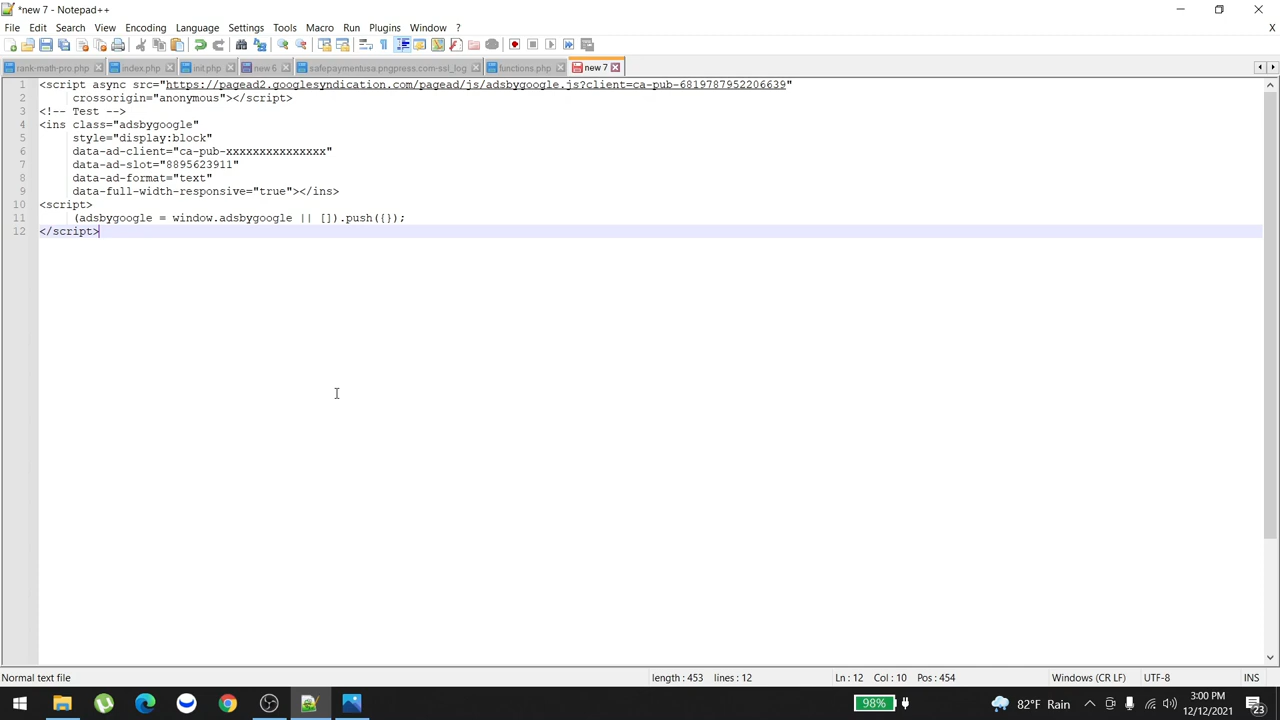 *new 7 - Notepad++
File Edit Search View Encoding Language Settings Tools Macro Run Plugins Window ?
X
rank-math-pro.php index.php init.php new 6 safepaymentusa.pngpress.com-ssl_log functions.php new 7
1 <script async src="https://pagead2.googlesyndication.com/pagead/js/adsbygoogle.js?client=ca-pub-6819787952206639"
2 crossorigin="anonymous"></script>
3 <!-- Test -->
4 <ins class="adsbygoogle"
5 style="display:block"
6 data-ad-client="ca-pub-xxxxxxxxxxxxxxx"
7 data-ad-slot="8895623911"
8 data-ad-format="text"
9 data-full-width-responsive="true"></ins>
10 <script>
11 (adsbygoogle = window.adsbygoogle || []).push({});
12 </script>
Normal text file length : 453 lines : 12 Ln : 12 Col : 10 Pos : 454 Windows (CR LF) UTF-8 INS
98% 82°F Rain 3:00 PM
12/12/2021 23